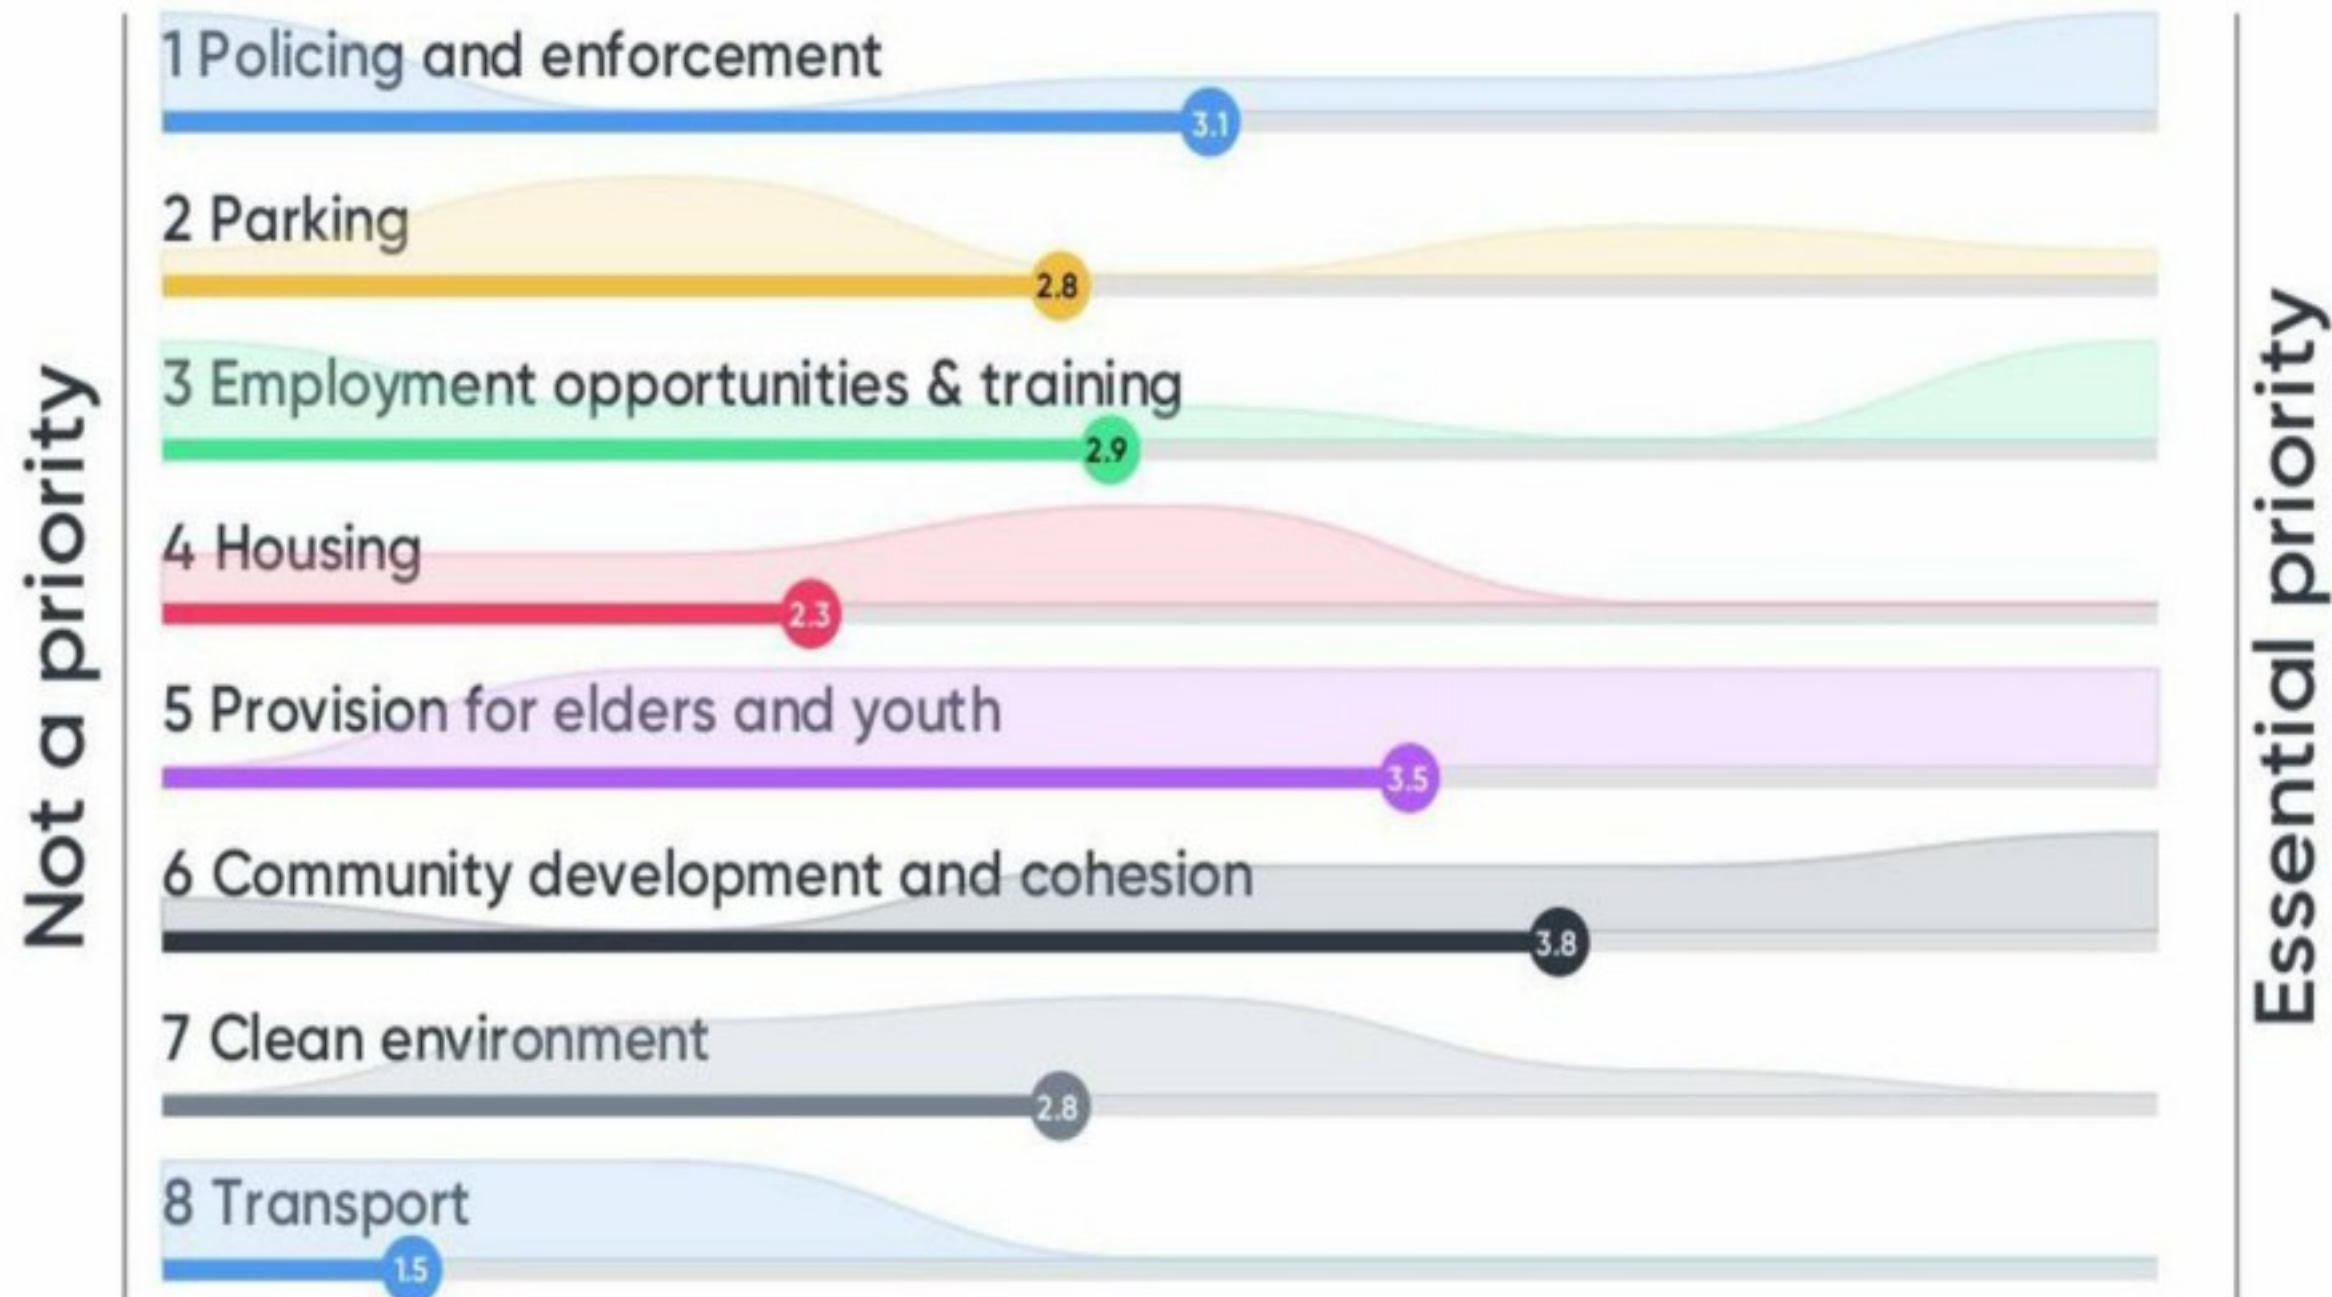 1 Policing and enforcement
3.1
2 Parking
2.8
3 Employment opportunities & training
2.9
4 Housing
2.3
5 Provision for elders and youth
3.5
6 Community development and cohesion
3.8
7 Clean environment
2.8
8 Transport
1.5
Not a priority
Essential priority